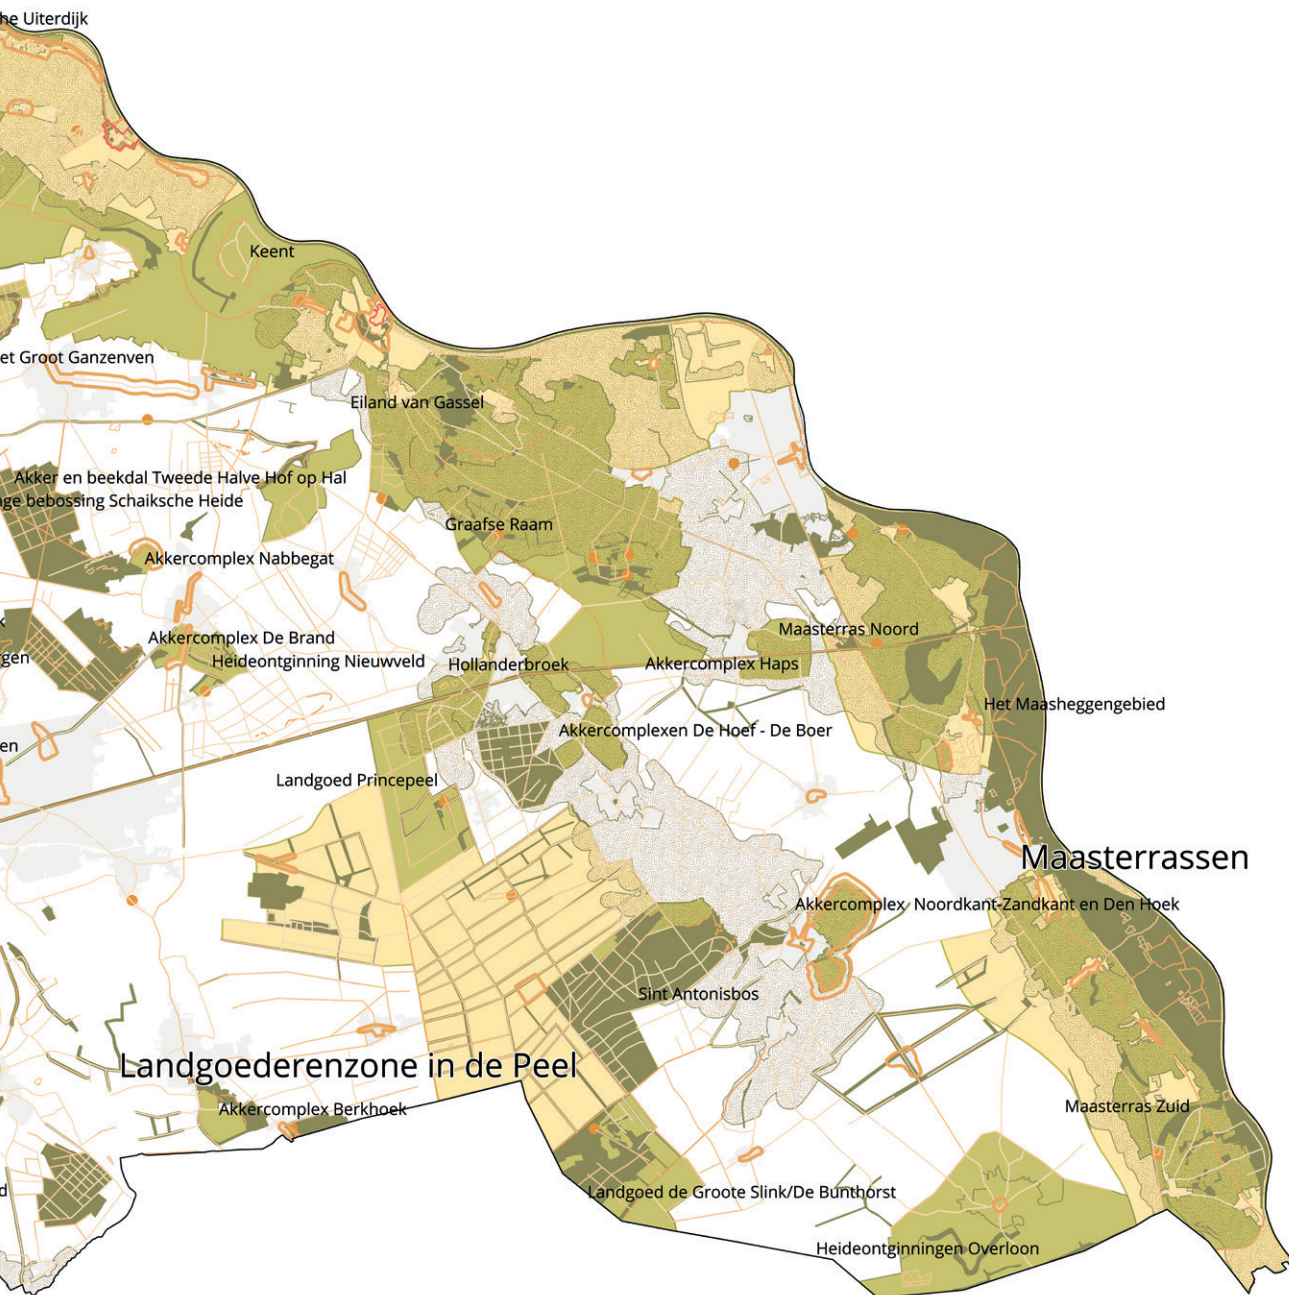 he Uiterdijk
Keent
et Groot Ganzenven
Eiland van Gassel
Akker en beekdal Tweede Halve Hof op Hal
ge bebossing Schaiksche Heide
Graafse Raam
Akkercomplex Nabbegat
k
Akkercomplex De Brand
Maasterras Noord
rgen
Heideontginning Nieuwveld
Hollanderbroek
Akkercomplex Haps
Het Maasheggengebied
en
Akkercomplexen De Hoef - De Boer
Landgoed Princepeel
Maasterrassen
Akkercomplex Noordkant-Zandkant en Den Hoek
Sint Antonisbos
Landgoederenzone in de Peel
Akkercomplex Berkhoek
Maasterras Zuid
d
Landgoed de Groote Slink/De Bunthorst
Heideontginningen Overloon